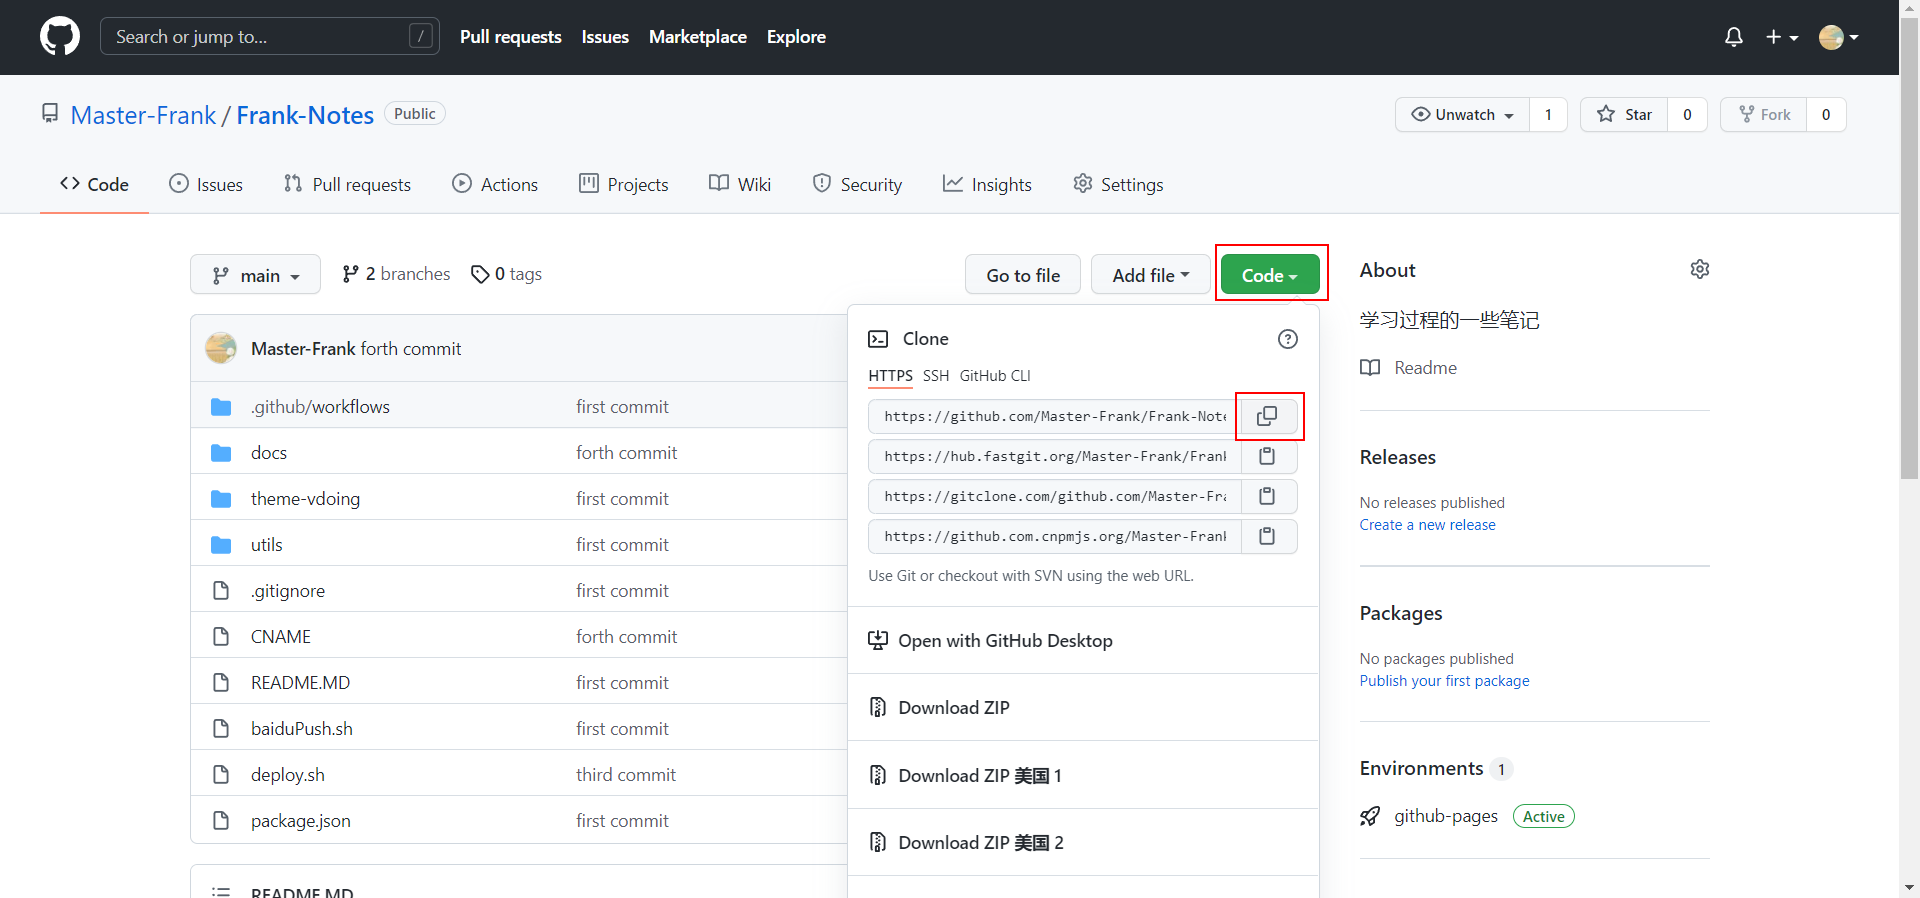 Search or jump to... /
Pull requests Issues Marketplace Explore
Master-Frank / Frank-Notes Public
Unwatch 1 Star 0 Fork 0
Code Issues Pull requests Actions Projects Wiki Security Insights Settings
main 2 branches 0 tags
Go to file Add file Code
Master-Frank forth commit
.github/workflows first commit
docs forth commit
theme-vdoing first commit
utils first commit
.gitignore first commit
CNAME forth commit
README.MD first commit
baiduPush.sh first commit
deploy.sh third commit
package.json first commit
README.MD
Clone
HTTPS SSH GitHub CLI
https://github.com/Master-Frank/Frank-Note
https://hub.fastgit.org/Master-Frank/Frank
https://gitclone.com/github.com/Master-Fra
https://github.com.cnpmjs.org/Master-Frank
Use Git or checkout with SVN using the web URL.
Open with GitHub Desktop
Download ZIP
Download ZIP 美国 1
Download ZIP 美国 2
About
学习过程的一些笔记
Readme
Releases
No releases published
Create a new release
Packages
No packages published
Publish your first package
Environments 1
github-pages Active